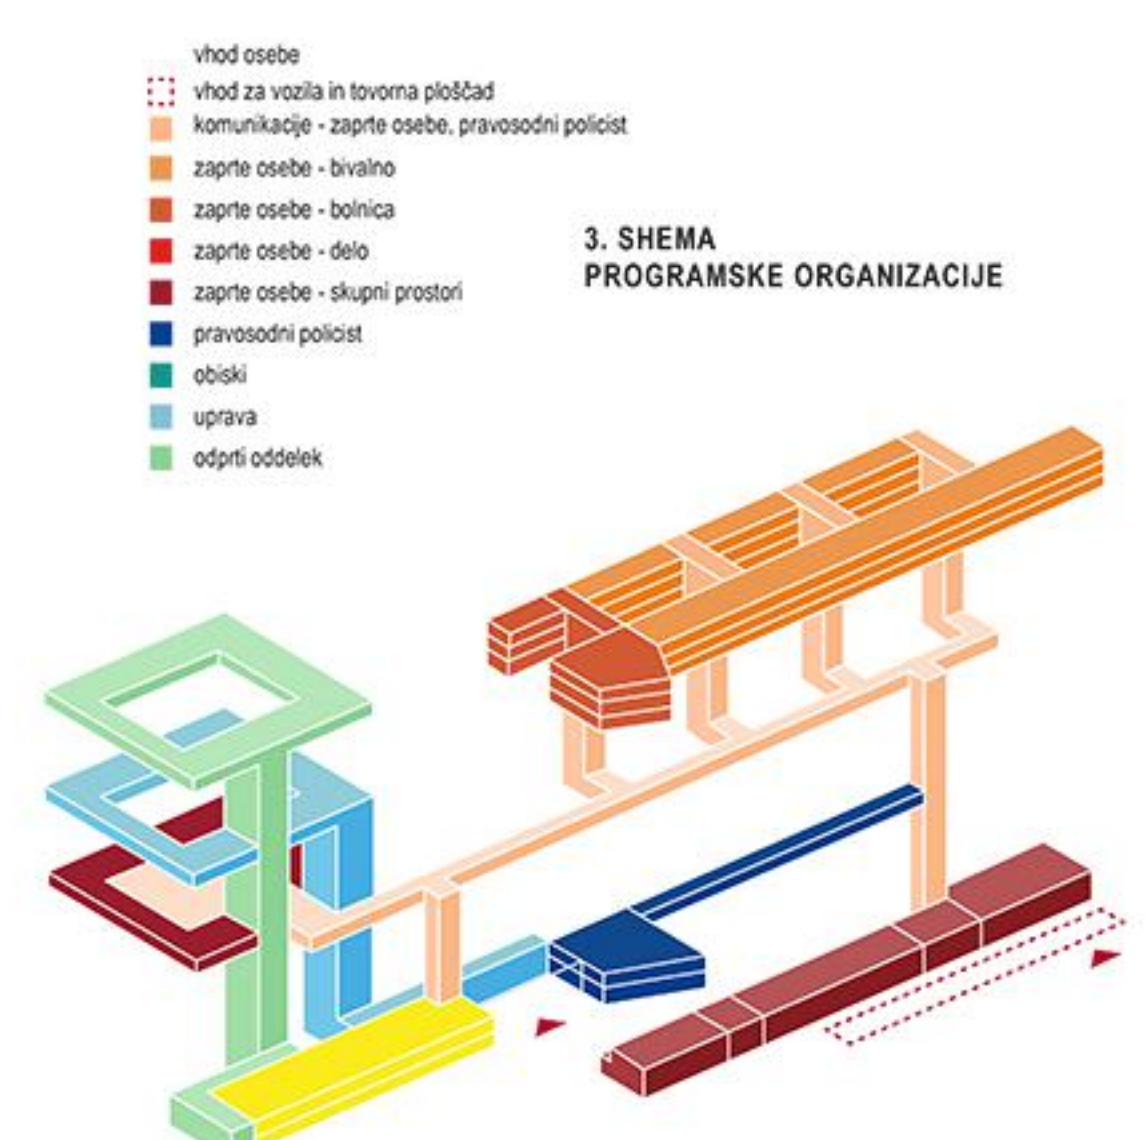 vhod osebe
vhod za vozila in tovorna ploščad
komunikacije - zaprte osebe, pravosodni policist
zaprte osebe - bivalno
zaprte osebe - bolnica
zaprte osebe - delo
zaprte osebe - skupni prostori
pravosodni policist
obiski
uprava
odprti oddelek
3. SHEMA
PROGRAMSKE ORGANIZACIJE